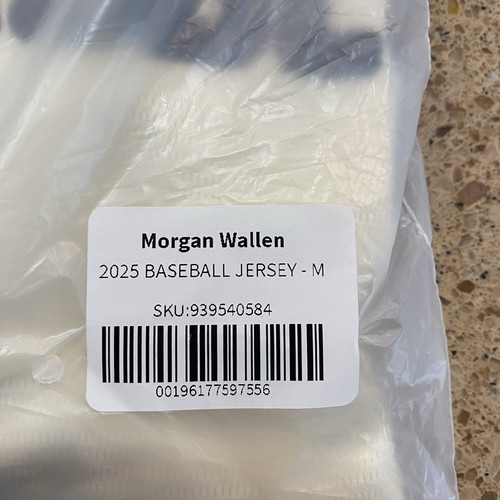 Morgan Wallen
2025 BASEBALL JERSEY - M
SKU:939540584
00196177597556